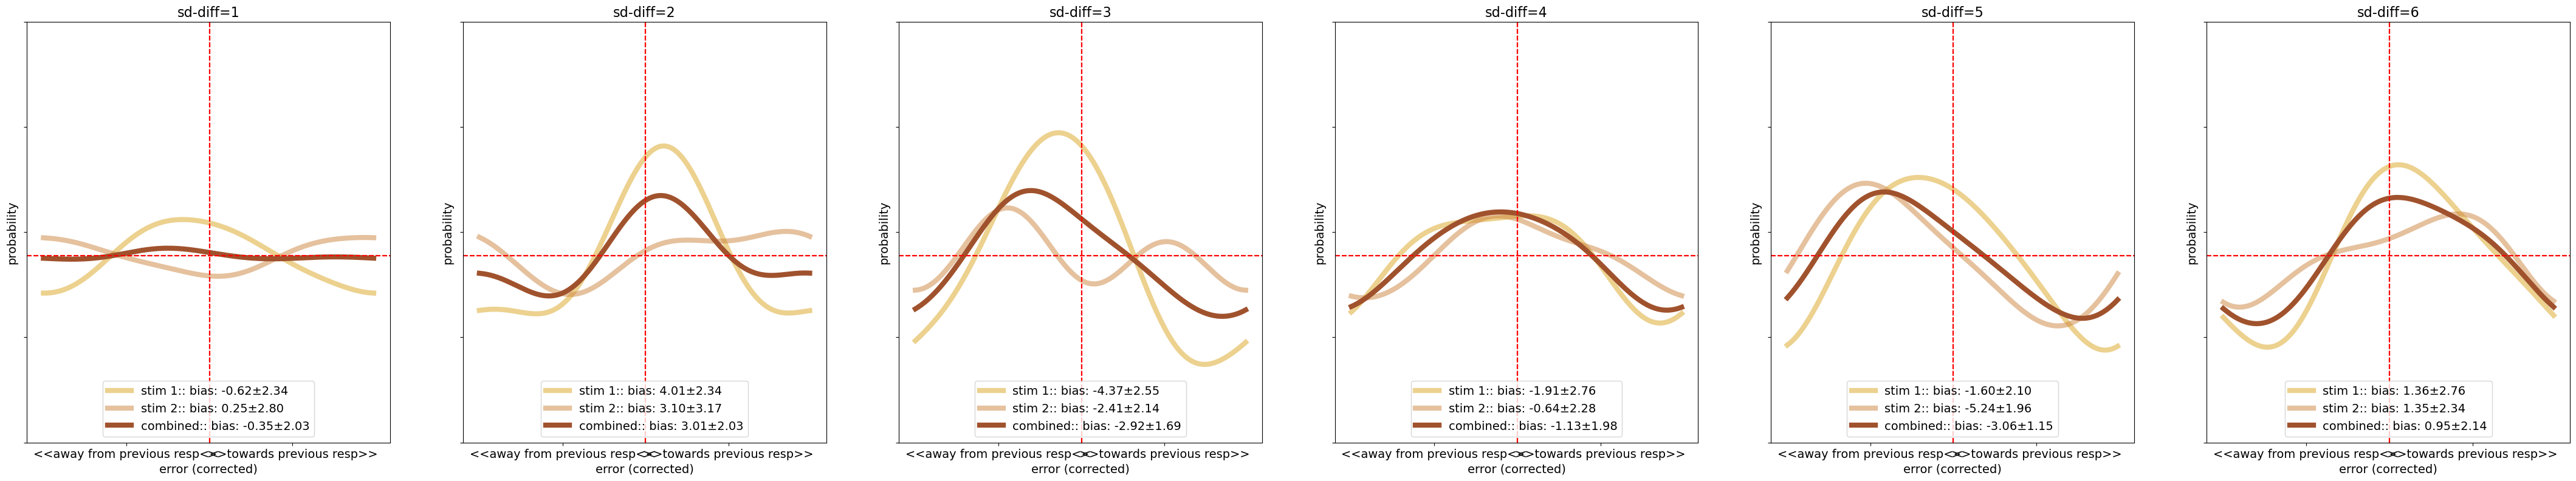 sd-diff=1
probability
stim 1:: bias: -0.62±2.34
stim 2:: bias: 0.25±2.80
combined:: bias: -0.35±2.03
<<away from previous resp<><>towards previous resp>>
error (corrected)
sd-diff=2
probability
stim 1:: bias: 4.01±2.34
stim 2:: bias: 3.10±3.17
combined:: bias: 3.01±2.03
<<away from previous resp<><>towards previous resp>>
error (corrected)
sd-diff=3
probability
stim 1:: bias: -4.37±2.55
stim 2:: bias: -2.41±2.14
combined:: bias: -2.92±1.69
<<away from previous resp<><>towards previous resp>>
error (corrected)
sd-diff=4
probability
stim 1:: bias: -1.91±2.76
stim 2:: bias: -0.64±2.28
combined:: bias: -1.13±1.98
<<away from previous resp<><>towards previous resp>>
error (corrected)
sd-diff=5
probability
stim 1:: bias: -1.60±2.10
stim 2:: bias: -5.24±1.96
combined:: bias: -3.06±1.15
<<away from previous resp<><>towards previous resp>>
error (corrected)
sd-diff=6
probability
stim 1:: bias: 1.36±2.76
stim 2:: bias: 1.35±2.34
combined:: bias: 0.95±2.14
<<away from previous resp<><>towards previous resp>>
error (corrected)